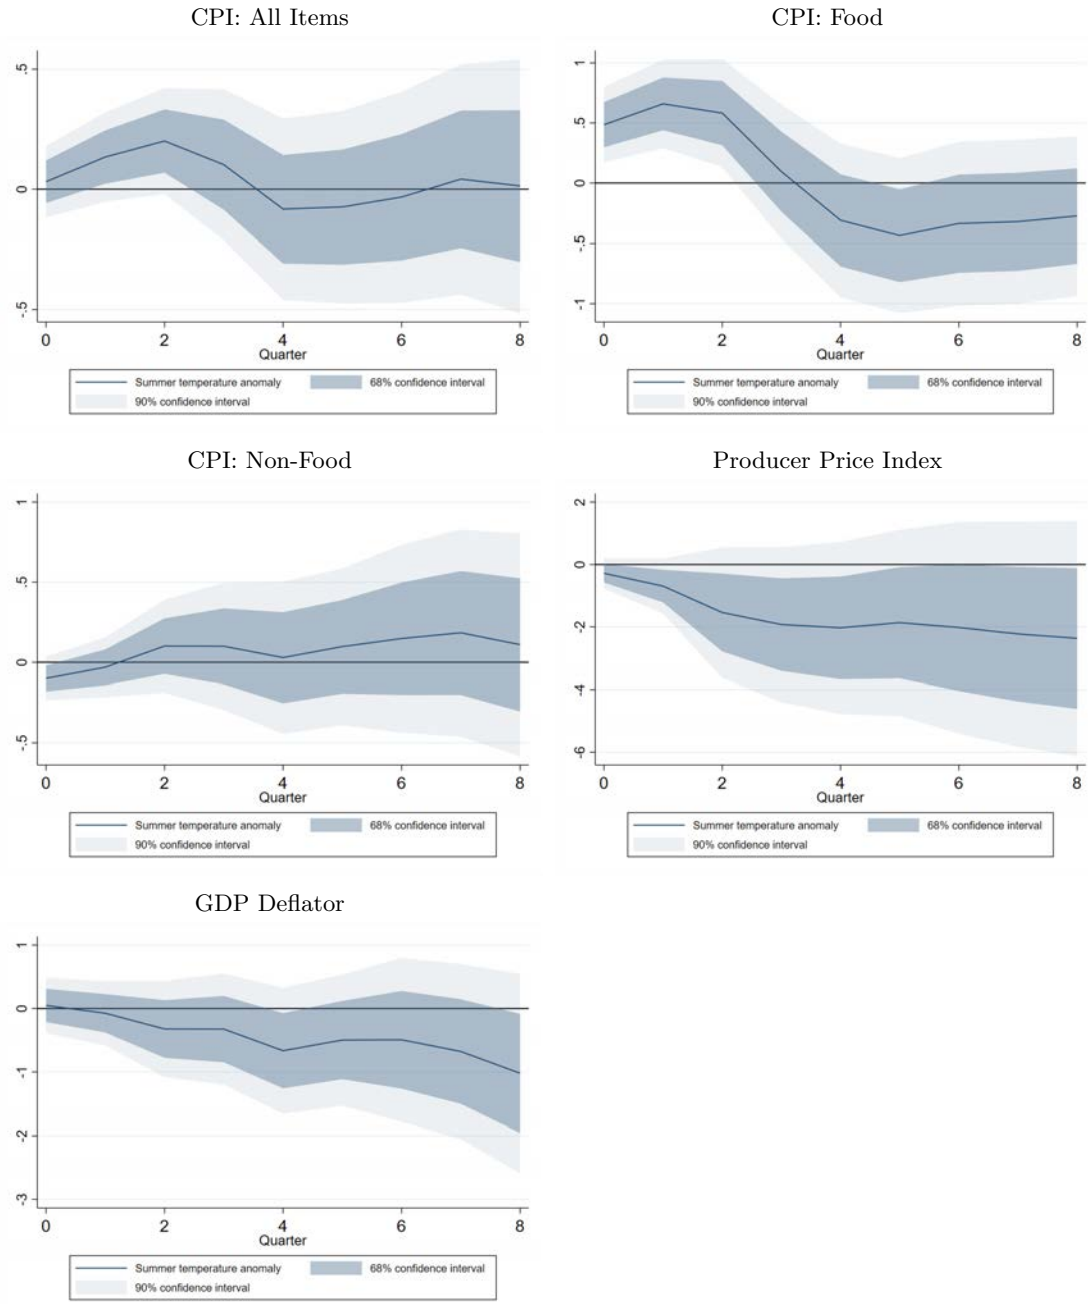 CPI: All Items
.5
0
-.5
0 2 4 6 8
Quarter
Summer temperature anomaly 68% confidence interval
90% confidence interval
CPI: Food
1
.5
0
-.5
-1
0 2 4 6 8
Quarter
Summer temperature anomaly 68% confidence interval
90% confidence interval
CPI: Non-Food
1
.5
0
-.5
0 2 4 6 8
Quarter
Summer temperature anomaly 68% confidence interval
90% confidence interval
Producer Price Index
2
0
-2
-4
-6
0 2 4 6 8
Quarter
Summer temperature anomaly 68% confidence interval
90% confidence interval
GDP Deflator
1
0
-1
-2
-3
0 2 4 6 8
Quarter
Summer temperature anomaly 68% confidence interval
90% confidence interval